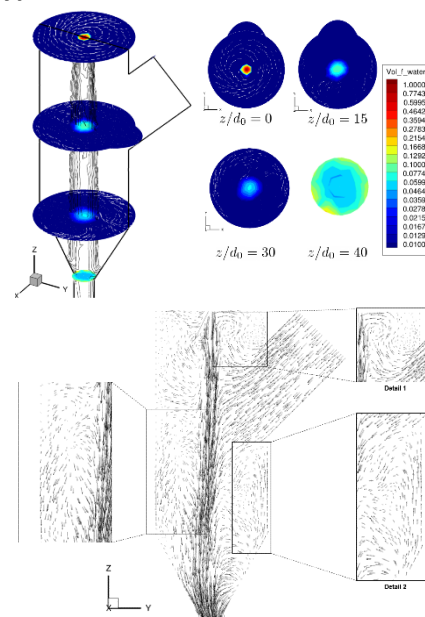 Vol_f_water
1.0000
0.7743
0.5995
0.4642
0.3594
0.2783
0.2154
0.1668
0.1292
0.1000
0.0774
0.0599
0.0464
0.0359
0.0278
0.0215
0.0167
0.0129
0.0100
z/d₀ = 0
z/d₀ = 15
z/d₀ = 30
z/d₀ = 40
Z
X
Y
Detail 1
Detail 2
Z
X
Y